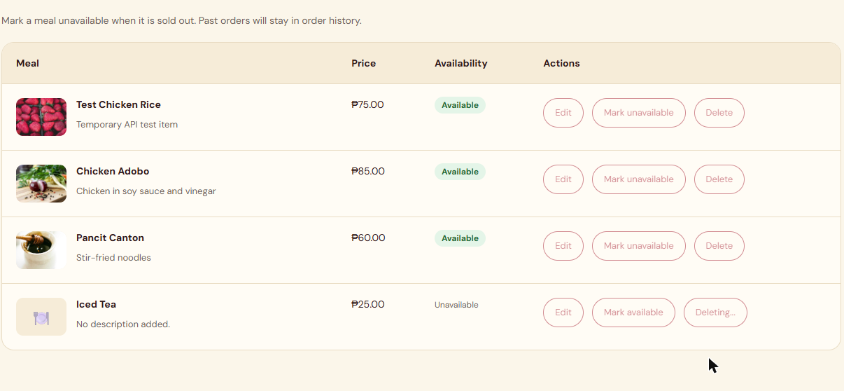 Mark a meal unavailable when it is sold out. Past orders will stay in order history.
Meal Price Availability Actions
Test Chicken Rice ₱75.00 Available Edit Mark unavailable Delete
Temporary API test item
Chicken Adobo ₱85.00 Available Edit Mark unavailable Delete
Chicken in soy sauce and vinegar
Pancit Canton ₱60.00 Available Edit Mark unavailable Delete
Stir-fried noodles
Iced Tea ₱25.00 Unavailable Edit Mark available Deleting...
No description added.